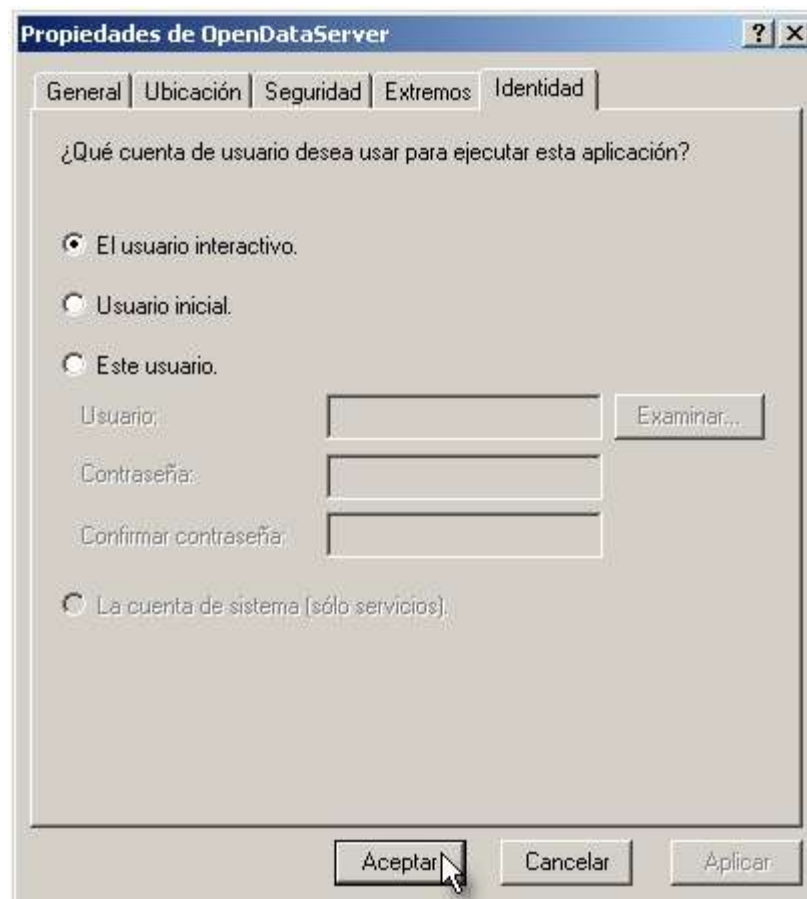 Propiedades de OpenDataServer
General Ubicación Seguridad Extremos Identidad
¿Qué cuenta de usuario desea usar para ejecutar esta aplicación?
El usuario interactivo.
Usuario inicial.
Este usuario.
Usuario:
Examinar...
Contraseña:
Confirmar contraseña:
La cuenta de sistema (sólo servicios).
Aceptar Cancelar Aplicar